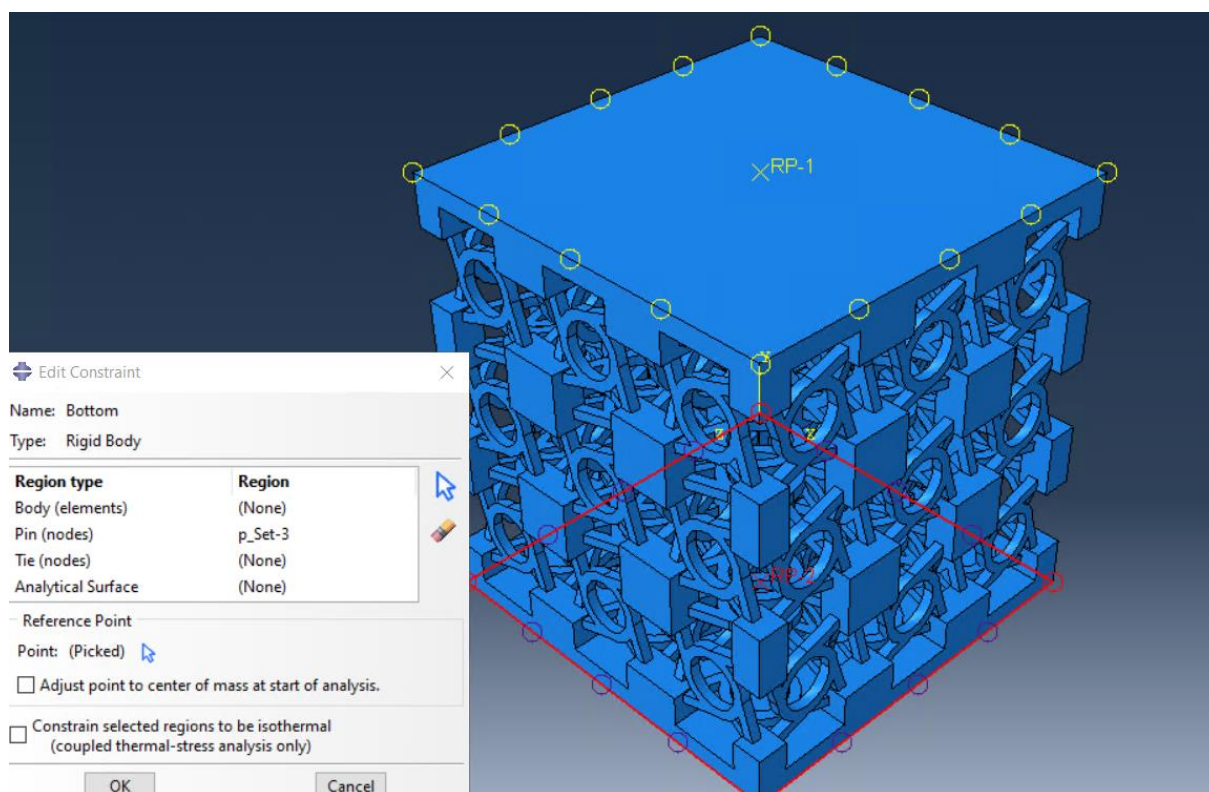 RP-1
Y
Z
Z
RP-2
Edit Constraint
Name: Bottom
Type: Rigid Body
Region type Region
Body (elements) (None)
Pin (nodes) p_Set-3
Tie (nodes) (None)
Analytical Surface (None)
Reference Point
Point: (Picked)
Adjust point to center of mass at start of analysis.
Constrain selected regions to be isothermal
(coupled thermal-stress analysis only)
OK Cancel